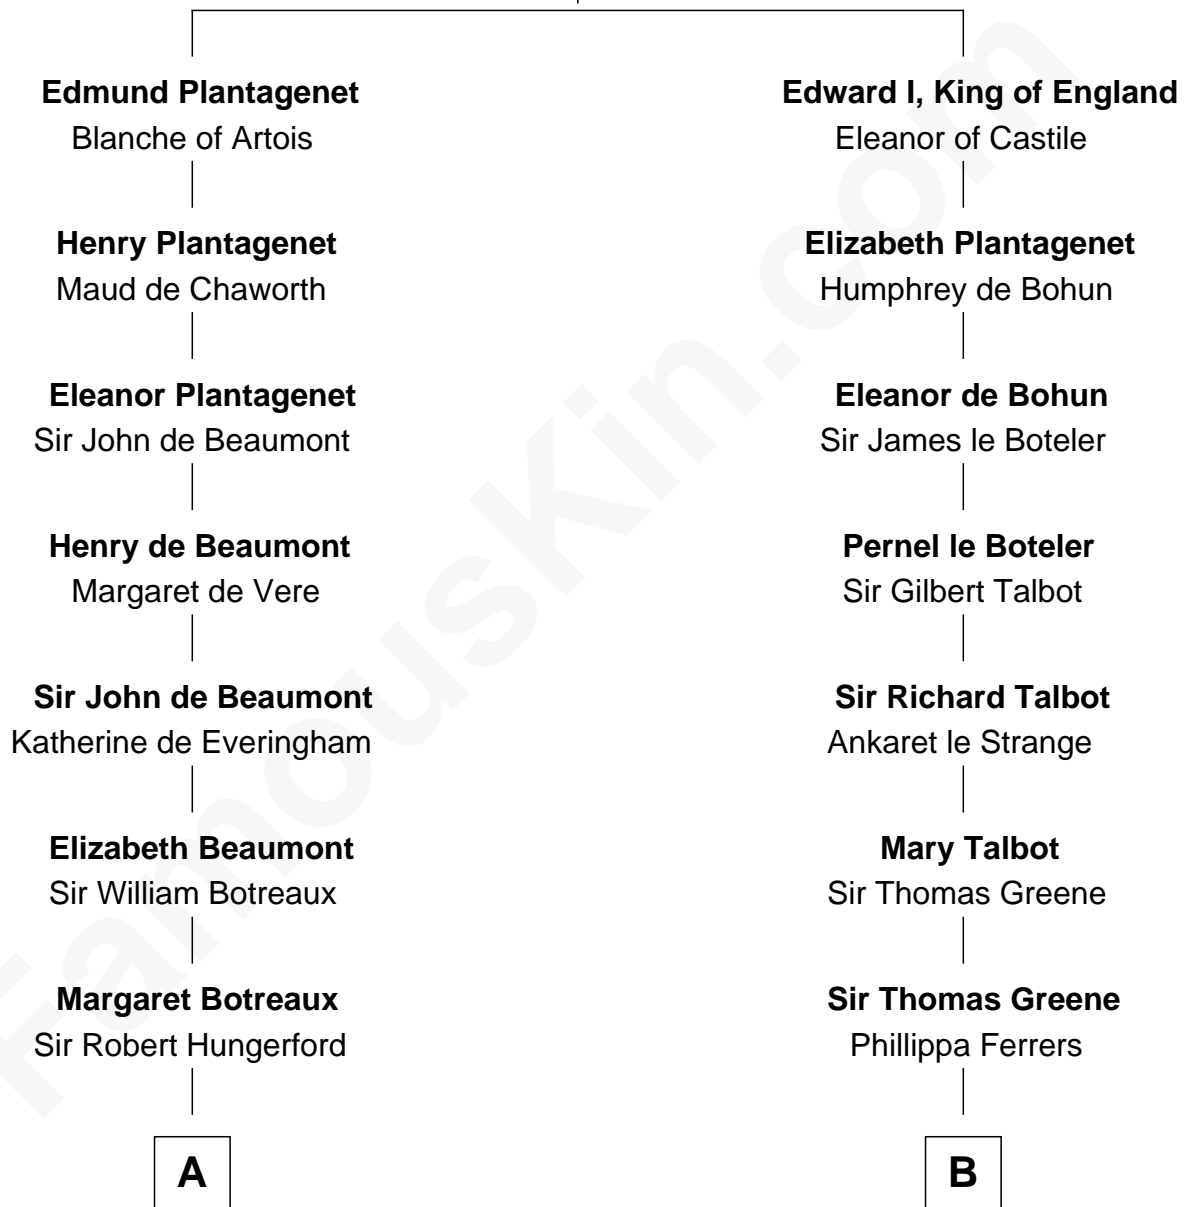 Edmund Plantagenet
Blanche of Artois
Henry Plantagenet
Maud de Chaworth
Eleanor Plantagenet
Sir John de Beaumont
Henry de Beaumont
Margaret de Vere
Sir John de Beaumont
Katherine de Everingham
Elizabeth Beaumont
Sir William Botreaux
Margaret Botreaux
Sir Robert Hungerford
A
Edward I, King of England
Eleanor of Castile
Elizabeth Plantagenet
Humphrey de Bohun
Eleanor de Bohun
Sir James le Boteler
Pernel le Boteler
Sir Gilbert Talbot
Sir Richard Talbot
Ankaret le Strange
Mary Talbot
Sir Thomas Greene
Sir Thomas Greene
Phillippa Ferrers
B
FamousKin.com